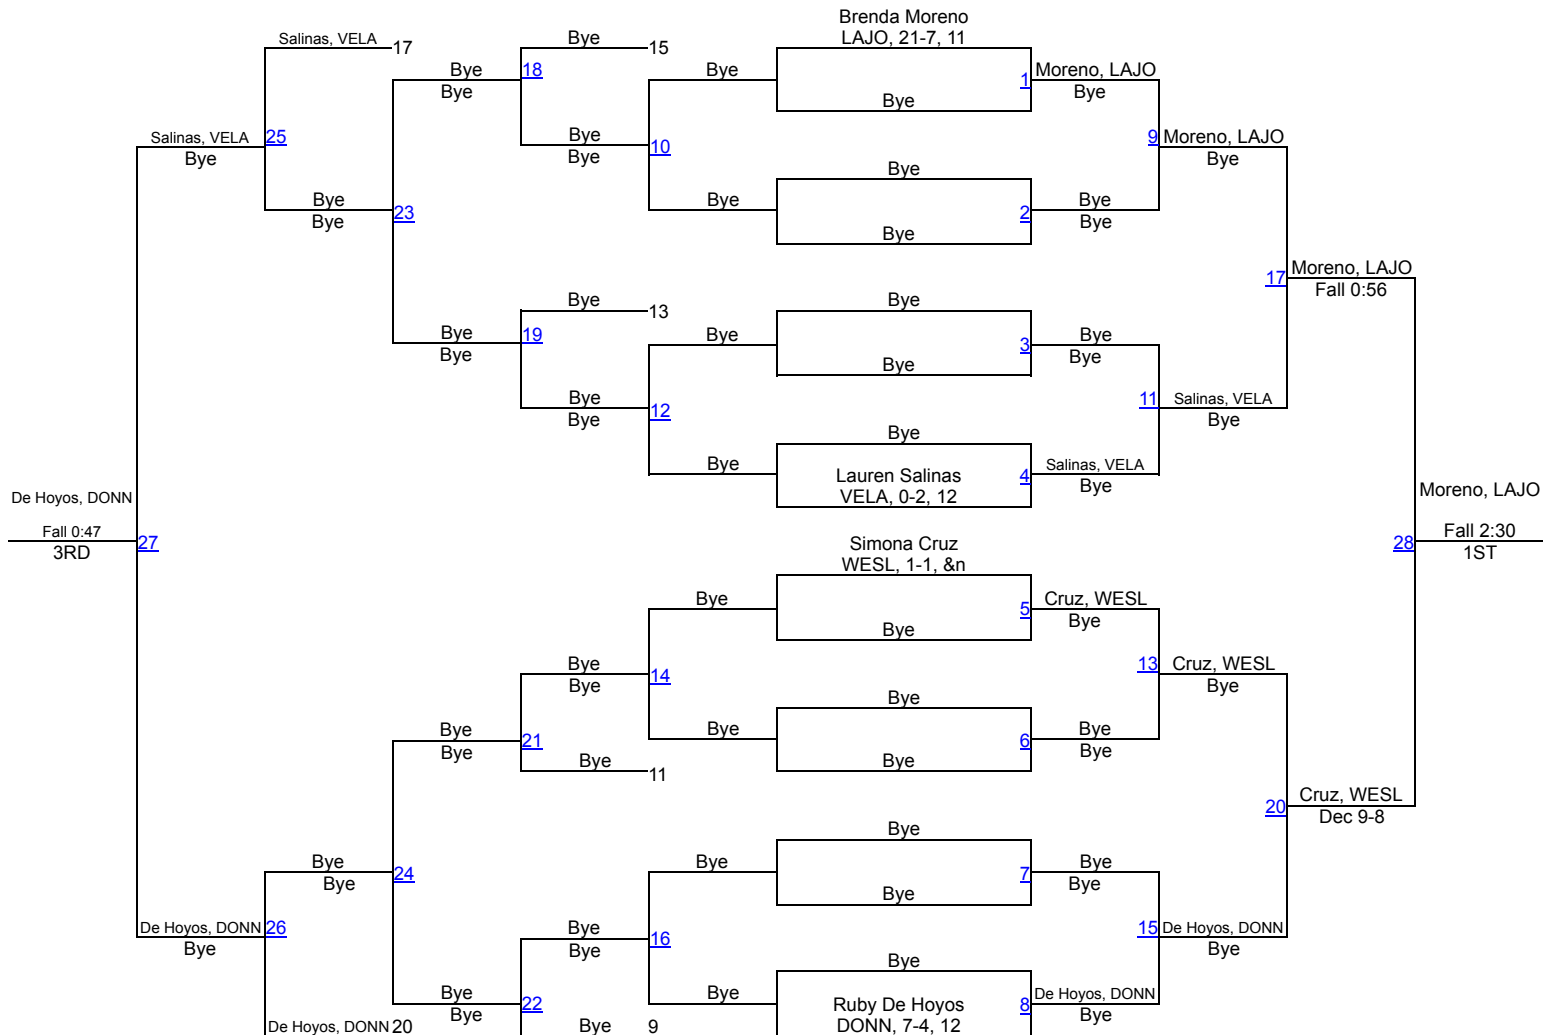 Brenda Moreno
Salinas, VELA 17 Bye 15 LAJO, 21-7, 11
Bye 18 Bye 1 Moreno, LAJO
Bye Bye Bye
Salinas, VELA 25 Bye 10 9 Moreno, LAJO
Bye Bye Bye
Bye
Bye 23 Bye 2 Bye
Bye Bye Bye
17 Moreno, LAJO
Bye 13 Fall 0:56
Bye 19 Bye 3 Bye
Bye Bye Bye
Bye 12 11 Salinas, VELA
Bye Bye
Bye
Bye Lauren Salinas 4 Salinas, VELA
De Hoyos, DONN VELA, 0-2, 12 Bye Moreno, LAJO
Fall 0:47 27 28 Fall 2:30
3RD Simona Cruz 1ST
WESL, 1-1, &n
Bye 5 Cruz, WESL
Bye Bye
Bye 14 13 Cruz, WESL
Bye Bye
Bye
Bye 21 Bye 6 Bye
Bye Bye 11 Bye Bye
20 Cruz, WESL
Dec 9-8
Bye
Bye 24 Bye 7 Bye
Bye Bye Bye
De Hoyos, DONN 26 Bye 16 15 De Hoyos, DONN
Bye Bye Bye
Bye
Bye 22 Bye Ruby De Hoyos 8 De Hoyos, DONN
Bye Bye
De Hoyos, DONN 20 Bye 9 DONN, 7-4, 12